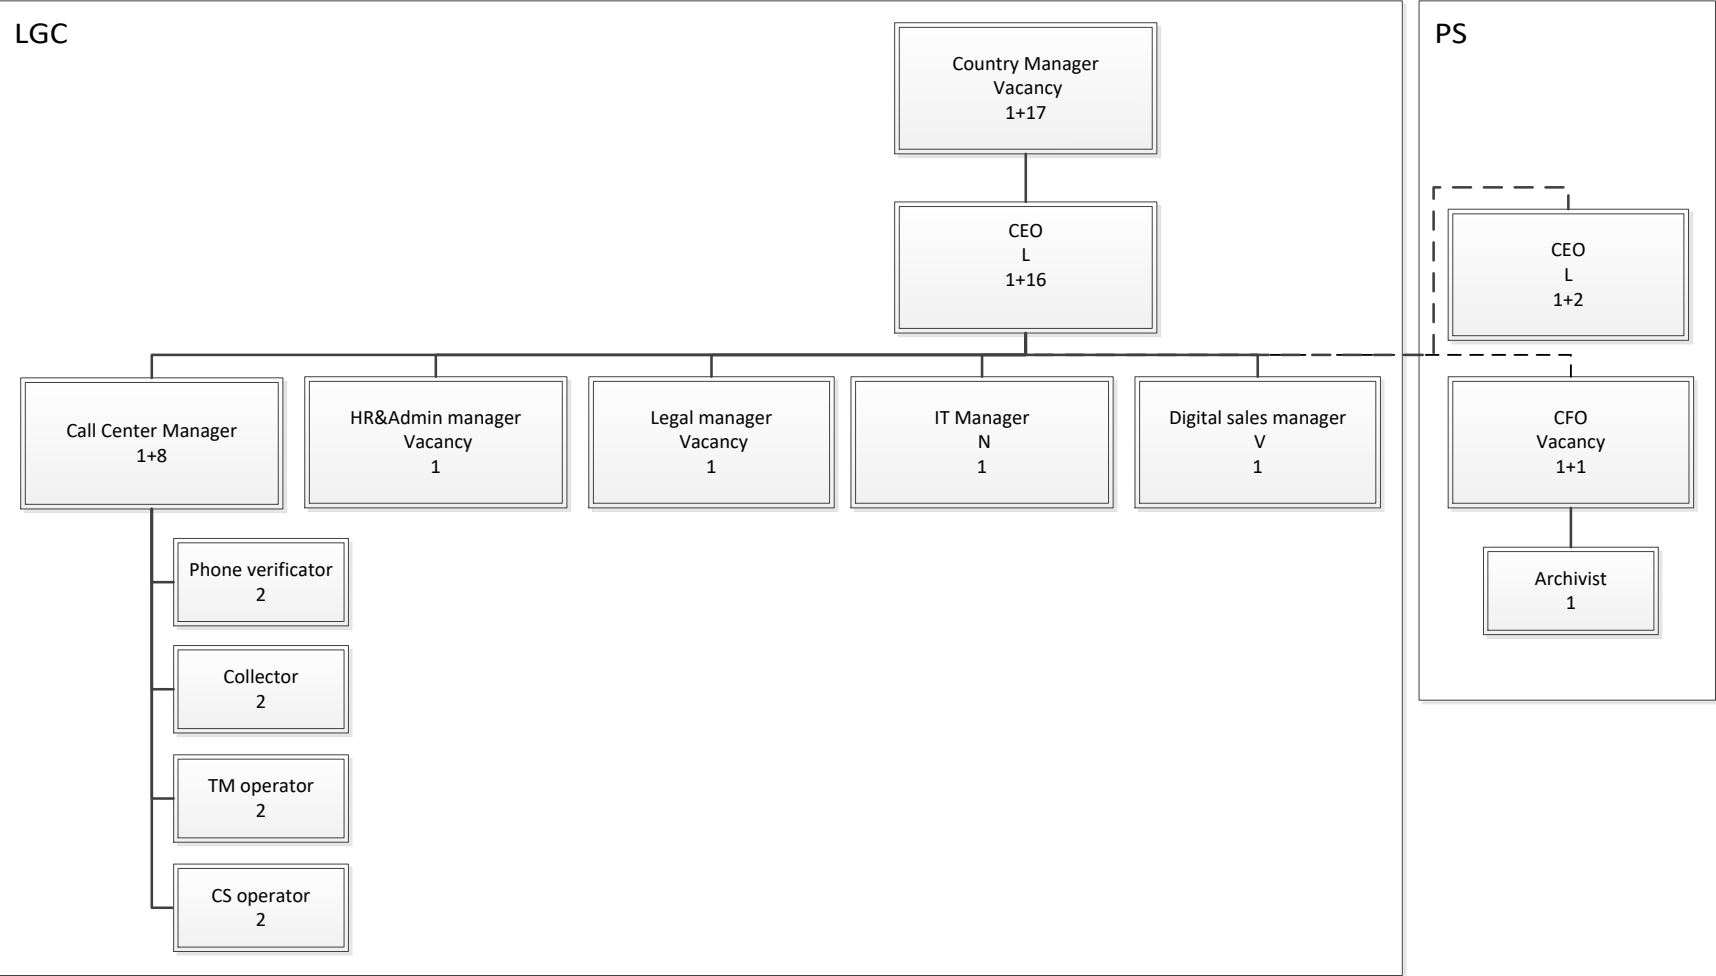 LGC
Country Manager
Vacancy
1+17
CEO
L
1+16
Call Center Manager
1+8
HR&Admin manager
Vacancy
1
Legal manager
Vacancy
1
IT Manager
N
1
Digital sales manager
V
1
Phone verificator
2
Collector
2
TM operator
2
CS operator
2
PS
CEO
L
1+2
CFO
Vacancy
1+1
Archivist
1